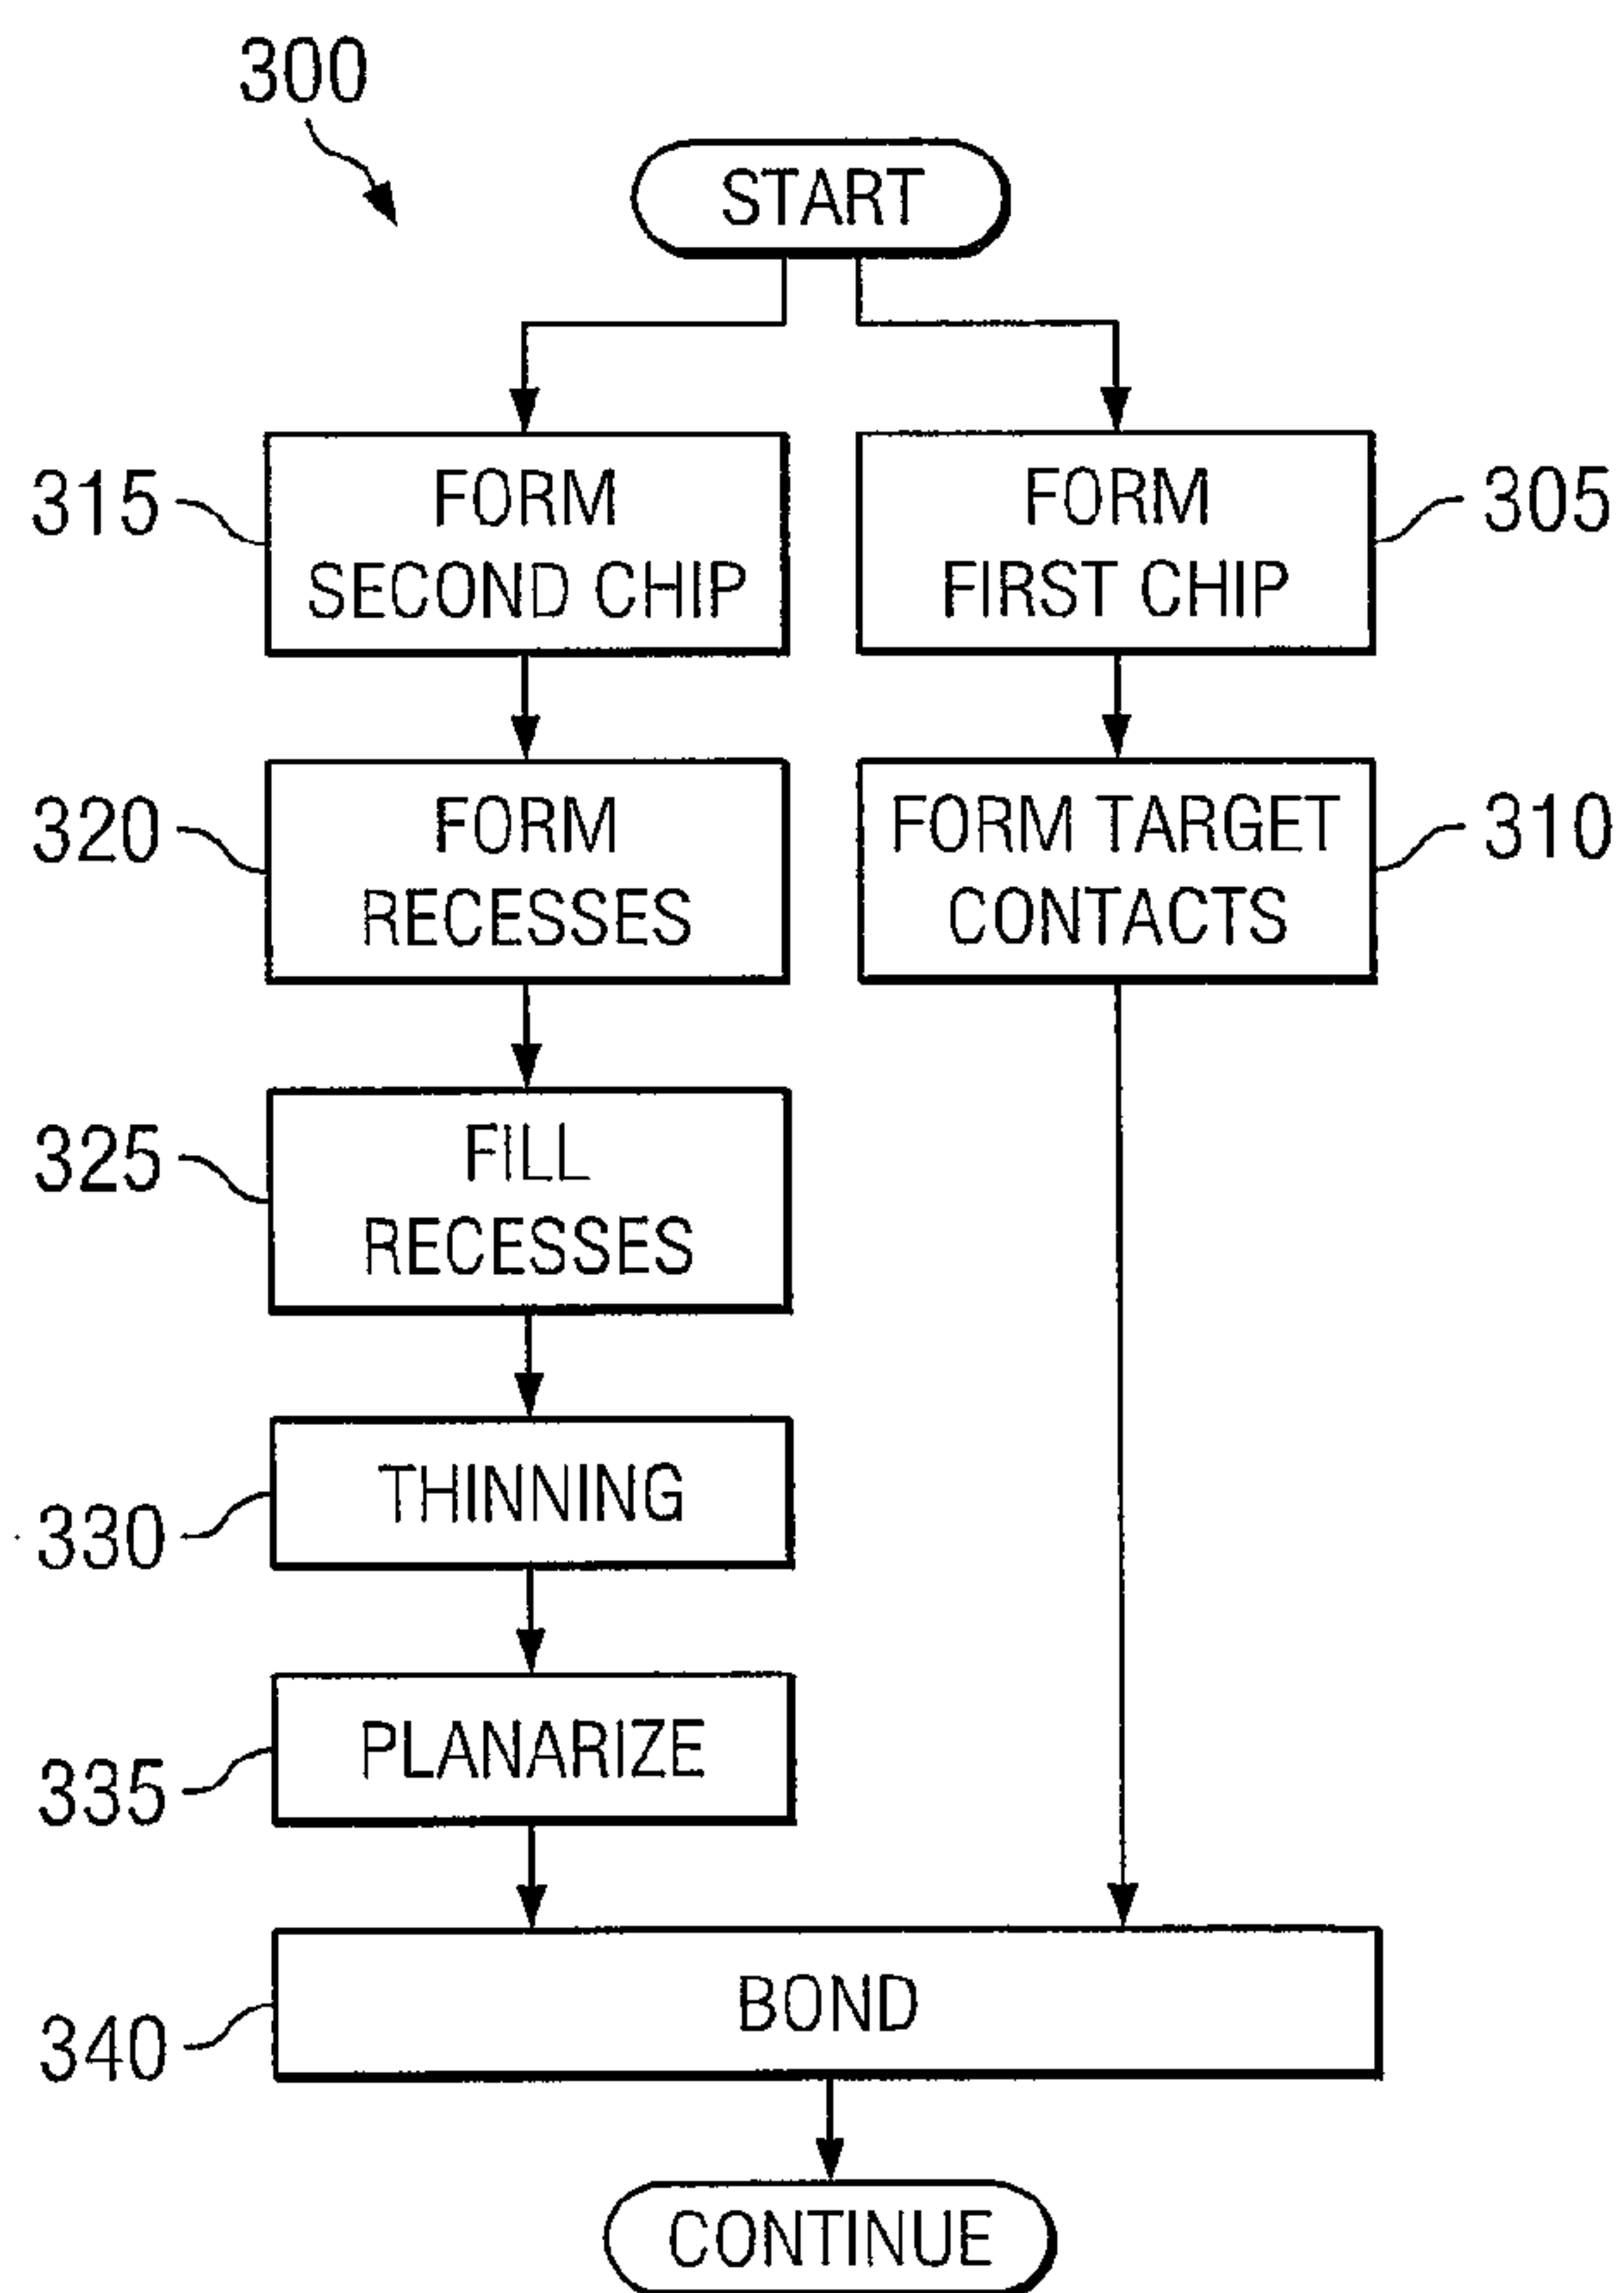 300
START
315
FORM
SECOND CHIP
FORM
FIRST CHIP
305
320
FORM
RECESSES
FORM TARGET
CONTACTS
310
325
FILL
RECESSES
330
THINNING
335
PLANARIZE
340
BOND
CONTINUE